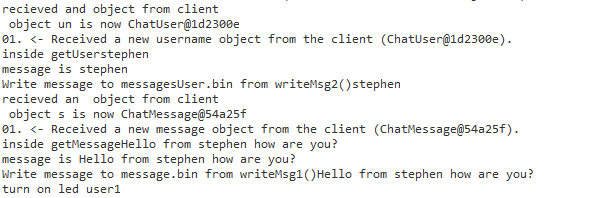 recieved and object from client
 object un is now ChatUser@1d2300e
01. <- Received a new username object from the client (ChatUser@1d2300e).
inside getUserstephen
message is stephen
Write message to messagesUser.bin from writeMsg2()stephen
recieved an  object from client
 object s is now ChatMessage@54a25f
01. <- Received a new message object from the client (ChatMessage@54a25f).
inside getMessageHello from stephen how are you?
message is Hello from stephen how are you?
Write message to message.bin from writeMsg1()Hello from stephen how are you?
turn on led user1